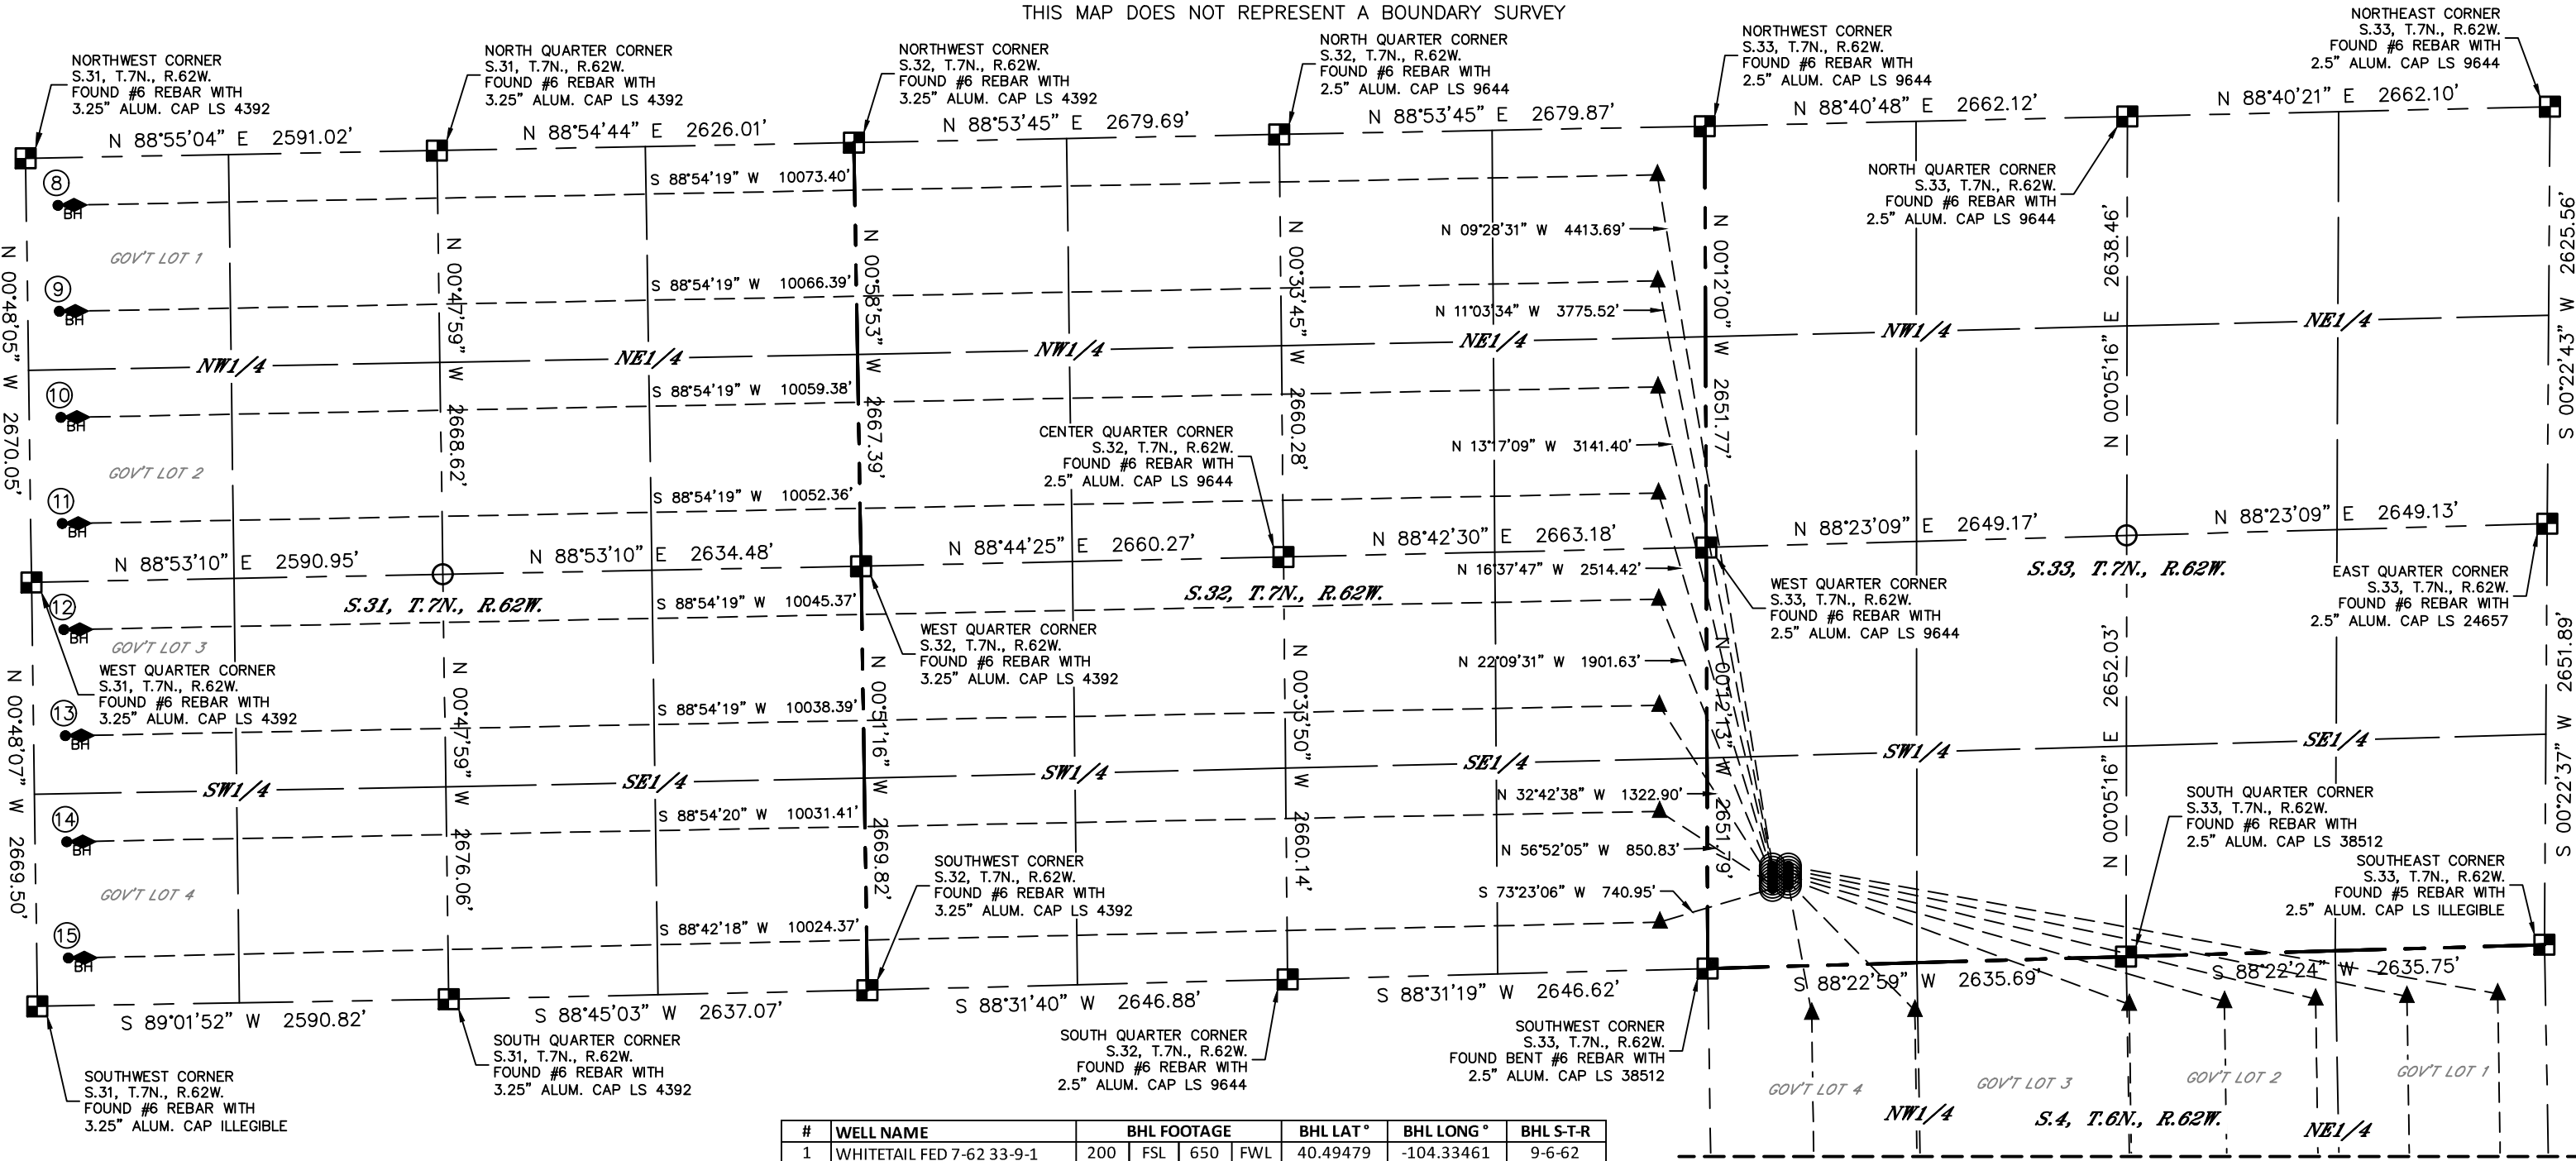 THIS MAP DOES NOT REPRESENT A BOUNDARY SURVEY
NORTHWEST CORNER
S.31, T.7N., R.62W.
FOUND #6 REBAR WITH
3.25" ALUM. CAP LS 4392
NORTH QUARTER CORNER
S.31, T.7N., R.62W.
FOUND #6 REBAR WITH
3.25" ALUM. CAP LS 4392
NORTHWEST CORNER
S.32, T.7N., R.62W.
FOUND #6 REBAR WITH
3.25" ALUM. CAP LS 4392
NORTH QUARTER CORNER
S.32, T.7N., R.62W.
FOUND #6 REBAR WITH
2.5" ALUM. CAP LS 9644
NORTHWEST CORNER
S.33, T.7N., R.62W.
FOUND #6 REBAR WITH
2.5" ALUM. CAP LS 9644
NORTHEAST CORNER
S.33, T.7N., R.62W.
FOUND #6 REBAR WITH
2.5" ALUM. CAP LS 9644
N 88°55'04" E 2591.02'
N 88°54'44" E 2626.01'
N 88°53'45" E 2679.69'
N 88°53'45" E 2679.87'
N 88°40'48" E 2662.12'
N 88°40'21" E 2662.10'
NORTH QUARTER CORNER
S.33, T.7N., R.62W.
FOUND #6 REBAR WITH
2.5" ALUM. CAP LS 9644
8
BH
S 88°54'19" W 10073.40'
GOV'T LOT 1
N 09°28'31" W 4413.69'
9
BH
S 88°54'19" W 10066.39'
N 11°03'34" W 3775.52'
N 00°48'05" W 2670.05'
N 00°47'59" W 2668.62'
N 00°58'53" W 2667.39'
N 00°33'45" W 2660.28'
N 00°12'00" W 2651.77'
N 00°05'16" E 2638.46'
S 00°22'43" W 2625.56'
NW1/4
NE1/4
NW1/4
NE1/4
NW1/4
NE1/4
10
BH
S 88°54'19" W 10059.38'
N 13°17'09" W 3141.40'
GOV'T LOT 2
CENTER QUARTER CORNER
S.32, T.7N., R.62W.
FOUND #6 REBAR WITH
2.5" ALUM. CAP LS 9644
11
BH
S 88°54'19" W 10052.36'
N 88°53'10" E 2590.95'
N 88°53'10" E 2634.48'
N 88°44'25" E 2660.27'
N 88°42'30" E 2663.18'
N 88°23'09" E 2649.17'
N 88°23'09" E 2649.13'
N 16°37'47" W 2514.42'
S.31, T.7N., R.62W.
S.32, T.7N., R.62W.
S.33, T.7N., R.62W.
12
BH
S 88°54'19" W 10045.37'
GOV'T LOT 3
WEST QUARTER CORNER
S.31, T.7N., R.62W.
FOUND #6 REBAR WITH
3.25" ALUM. CAP LS 4392
WEST QUARTER CORNER
S.32, T.7N., R.62W.
FOUND #6 REBAR WITH
3.25" ALUM. CAP LS 4392
WEST QUARTER CORNER
S.33, T.7N., R.62W.
FOUND #6 REBAR WITH
2.5" ALUM. CAP LS 9644
EAST QUARTER CORNER
S.33, T.7N., R.62W.
FOUND #6 REBAR WITH
2.5" ALUM. CAP LS 24657
N 22°09'31" W 1901.63'
13
BH
S 88°54'19" W 10038.39'
N 00°48'07" W 2669.50'
N 00°47'59" W 2676.06'
N 00°51'16" W 2669.82'
N 00°33'50" W 2660.14'
N 00°12'13" W 2651.79'
N 00°05'16" E 2652.03'
S 00°22'37" W 2651.89'
SW1/4
SE1/4
SW1/4
SE1/4
SW1/4
SE1/4
N 32°42'38" W 1322.90'
14
BH
S 88°54'20" W 10031.41'
N 56°52'05" W 850.83'
GOV'T LOT 4
S 73°23'06" W 740.95'
SOUTHWEST CORNER
S.32, T.7N., R.62W.
FOUND #6 REBAR WITH
3.25" ALUM. CAP LS 4392
SOUTH QUARTER CORNER
S.33, T.7N., R.62W.
FOUND #6 REBAR WITH
2.5" ALUM. CAP LS 38512
SOUTHEAST CORNER
S.33, T.7N., R.62W.
FOUND #5 REBAR WITH
2.5" ALUM. CAP LS ILLEGIBLE
15
BH
S 88°42'18" W 10024.37'
S 89°01'52" W 2590.82'
S 88°45'03" W 2637.07'
S 88°31'40" W 2646.88'
S 88°31'19" W 2646.62'
S 88°22'59" W 2635.69'
S 88°22'24" W 2635.75'
SOUTHWEST CORNER
S.31, T.7N., R.62W.
FOUND #6 REBAR WITH
3.25" ALUM. CAP ILLEGIBLE
SOUTH QUARTER CORNER
S.31, T.7N., R.62W.
FOUND #6 REBAR WITH
3.25" ALUM. CAP LS 4392
SOUTH QUARTER CORNER
S.32, T.7N., R.62W.
FOUND #6 REBAR WITH
2.5" ALUM. CAP LS 9644
SOUTHWEST CORNER
S.33, T.7N., R.62W.
FOUND BENT #6 REBAR WITH
2.5" ALUM. CAP LS 38512
GOV'T LOT 4
GOV'T LOT 3
GOV'T LOT 2
GOV'T LOT 1
NW1/4
S.4, T.6N., R.62W.
NE1/4
# WELL NAME BHL FOOTAGE BHL LAT° BHL LONG° BHL S-T-R
1 WHITETAIL FED 7-62 33-9-1 200 FSL 650 FWL 40.49479 -104.33461 9-6-62